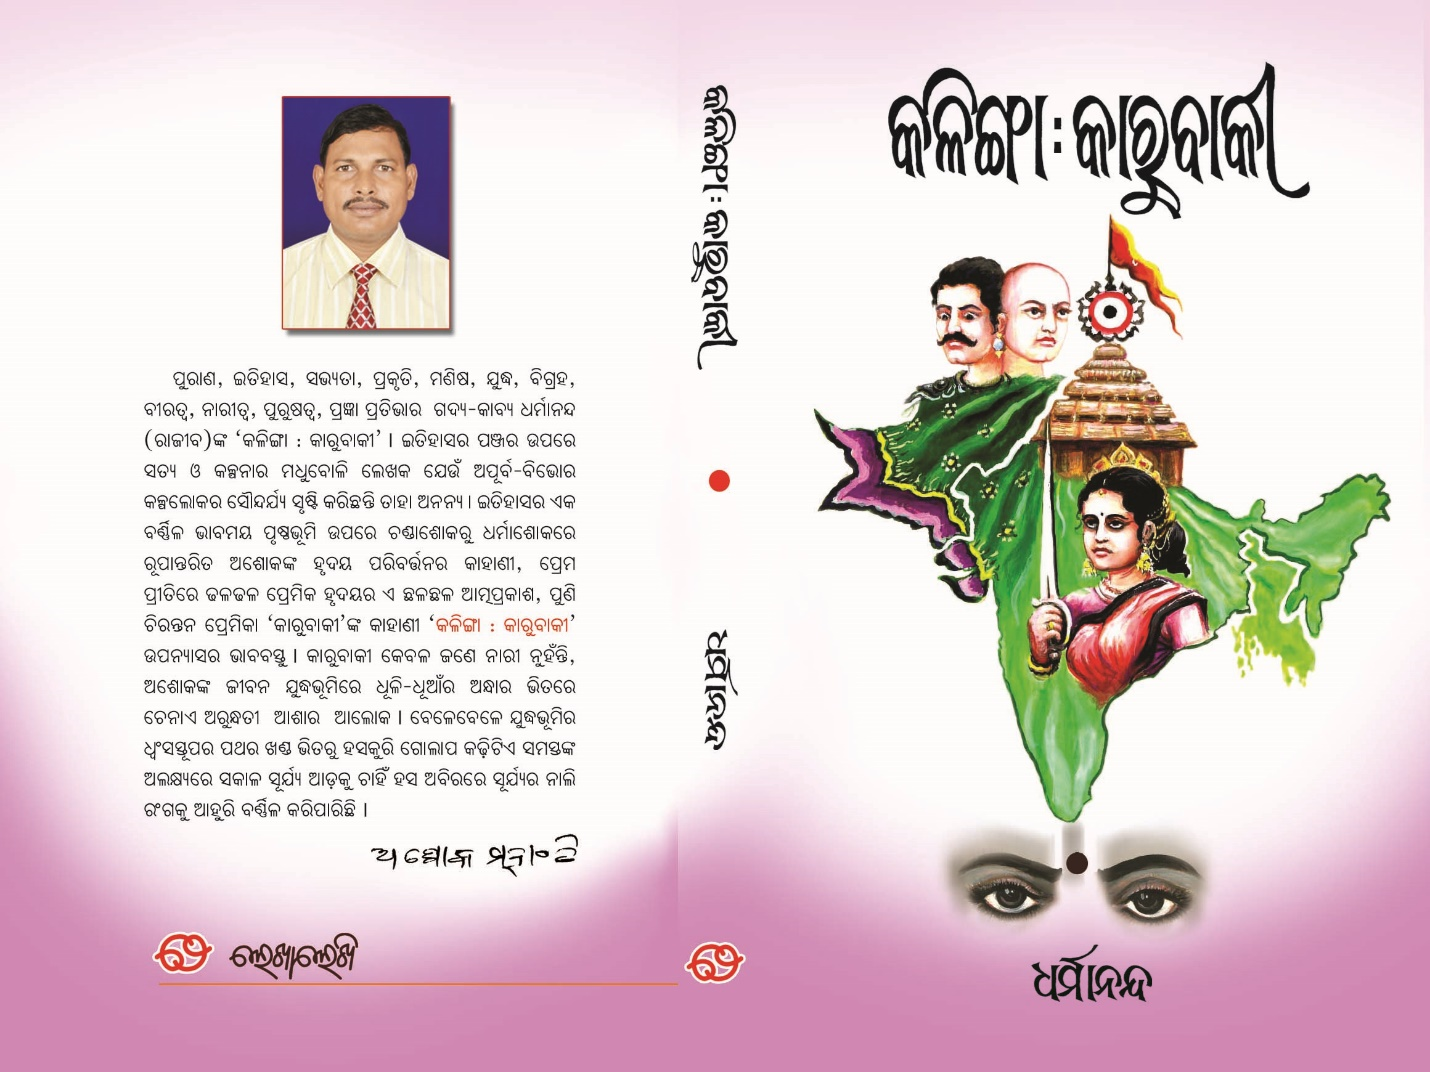 କଳିଙ୍ଗା : କାରୁବାକୀ
ଧର୍ମାନନ୍ଦ
କଳିଙ୍ଗା : କାରୁବାକୀ
ଧର୍ମାନନ୍ଦ
ପୁରାଣ, ଇତିହାସ, ସଭ୍ୟତା, ପ୍ରକୃତି, ମଣିଷ, ଯୁଦ୍ଧ, ବିଗ୍ରହ,
ବୀରତ୍ୱ, ନାରୀତ୍ୱ, ପୁରୁଷତ୍ୱ, ପ୍ରଜ୍ଞା ପ୍ରତିଭାର ଗଦ୍ୟ-କାବ୍ୟ ଧର୍ମାନନ୍ଦ
(ରାଜୀବ)ଙ୍କ ‘କଳିଙ୍ଗା : କାରୁବାକୀ’ । ଇତିହାସର ପଞ୍ଜର ଉପରେ
ସତ୍ୟ ଓ କଳ୍ପନାର ମଧୁବୋଳି ଲେଖକ ଯେଉଁ ଅପୂର୍ବ-ବିଭୋର
କଳ୍ପଲୋକର ସୌନ୍ଦର୍ଯ୍ୟ ସୃଷ୍ଟି କରିଛନ୍ତି ତାହା ଅନନ୍ୟ । ଇତିହାସର ଏକ
ବର୍ଣ୍ଣିଳ ଭାବମୟ ପୃଷ୍ଠଭୂମି ଉପରେ ଚଣ୍ଡାଶୋକରୁ ଧର୍ମାଶୋକରେ
ରୂପାନ୍ତରିତ ଅଶୋକଙ୍କ ହୃଦୟ ପରିବର୍ତ୍ତନର କାହାଣୀ, ପ୍ରେମ
ପ୍ରୀତିରେ ଢଳଢଳ ପ୍ରେମିକ ହୃଦୟର ଏ ଛଳଛଳ ଆତ୍ମପ୍ରକାଶ, ପୁଣି
ଚିରନ୍ତନ ପ୍ରେମିକା ‘କାରୁବାକୀ’ଙ୍କ କାହାଣୀ ‘କଳିଙ୍ଗା : କାରୁବାକୀ’
ଉପନ୍ୟାସର ଭାବବସ୍ତୁ । କାରୁବାକୀ କେବଳ ଜଣେ ନାରୀ ନୁହଁନ୍ତି,
ଅଶୋକଙ୍କ ଜୀବନ ଯୁଦ୍ଧଭୂମିରେ ଧୂଳି-ଧୂଆଁର ଅନ୍ଧାର ଭିତରେ
ଚେନାଏ ଅରୁନ୍ଧତୀ ଆଶାର ଆଲୋକ । ବେଳେବେଳେ ଯୁଦ୍ଧଭୂମିର
ଧ୍ୱଂସସ୍ତୂପର ପଥର ଖଣ୍ଡ ଭିତରୁ ହସକୁରି ଗୋଲାପ କଢ଼ିଟିଏ ସମସ୍ତଙ୍କ
ଅଲକ୍ଷ୍ୟରେ ସକାଳ ସୂର୍ଯ୍ୟ ଆଡ଼କୁ ଚାହିଁ ହସ ଅବିରରେ ସୂର୍ଯ୍ୟର ନାଲି
ରଂଗକୁ ଆହୁରି ବର୍ଣ୍ଣିଳ କରିପାରିଛି ।
ଅଶୋକ ମହାନ୍ତି
ଲେଖାଲେଖି